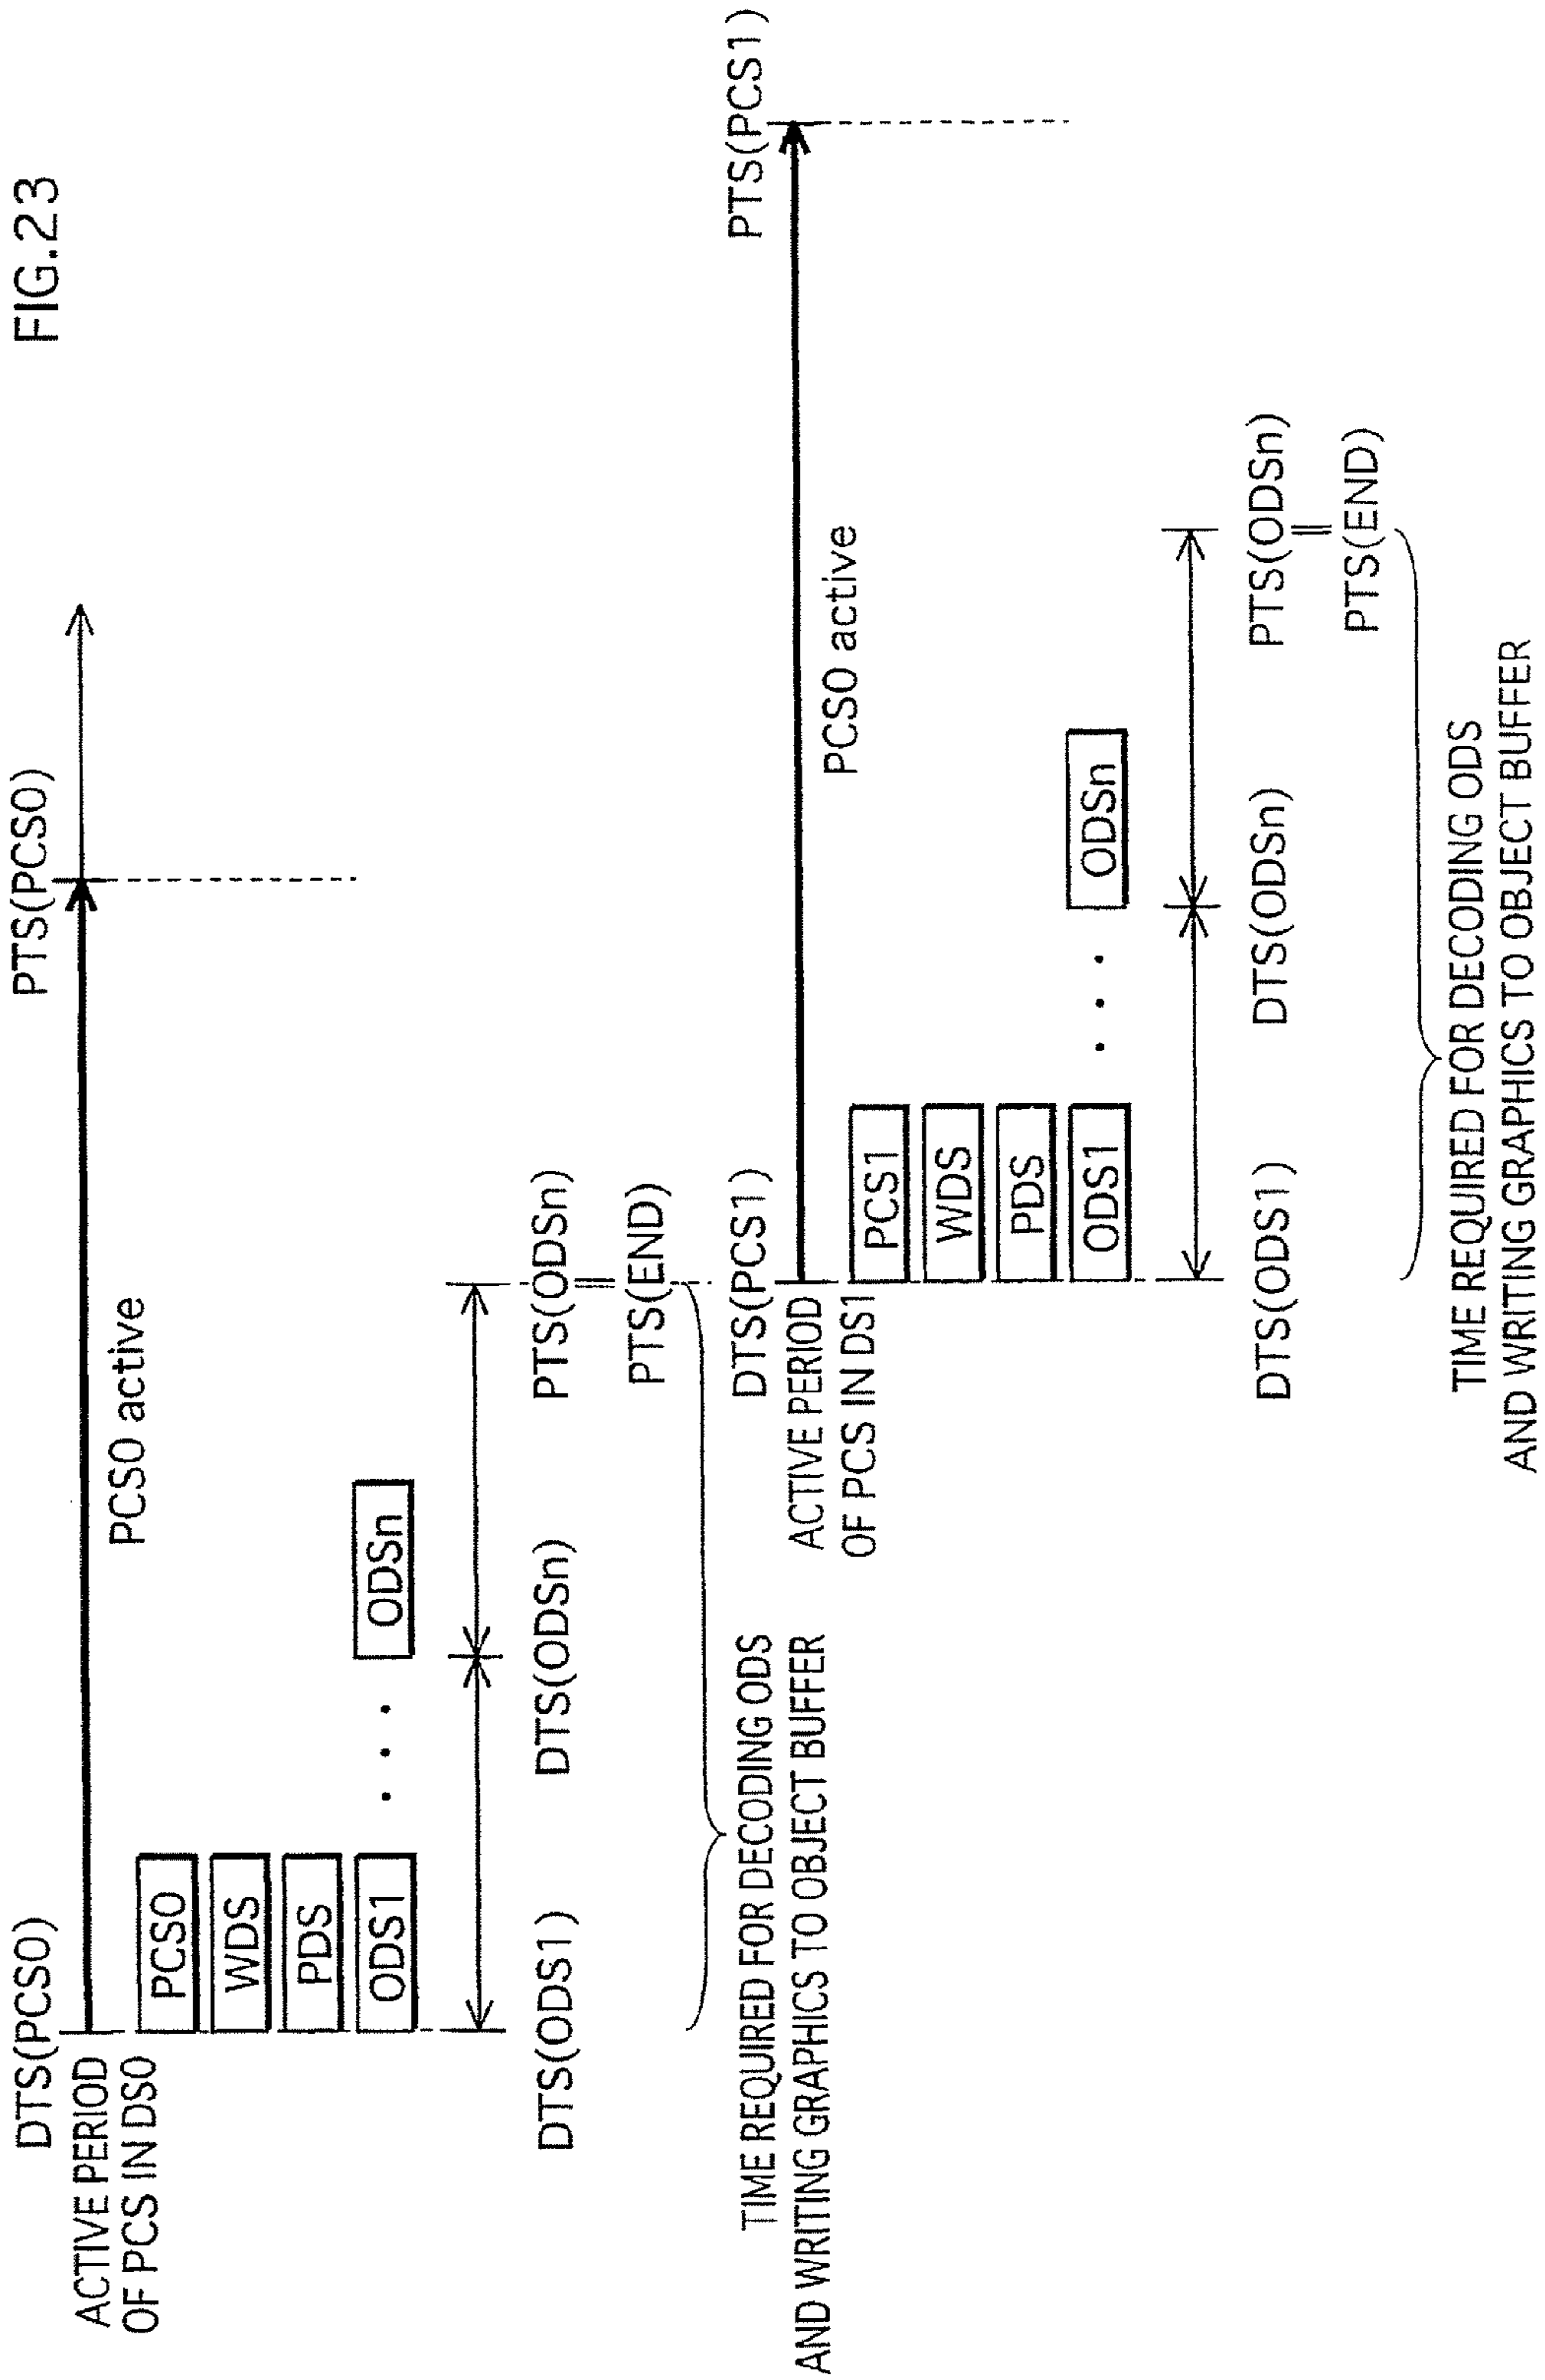 FIG.23
DTS(PCS0)
PTS(PCS0)
ACTIVE PERIOD
OF PCS IN DS0
PCS0 active
PCS0
WDS
PDS
ODS1
. . .
ODSn
DTS(ODS1)
DTS(ODSn)
PTS(ODSn)
=
PTS(END)
TIME REQUIRED FOR DECODING ODS
AND WRITING GRAPHICS TO OBJECT BUFFER
DTS(PCS1)
PTS(PCS1)
ACTIVE PERIOD
OF PCS IN DS1
PCS0 active
PCS1
WDS
PDS
ODS1
. . .
ODSn
DTS(ODS1)
DTS(ODSn)
PTS(ODSn)
=
PTS(END)
TIME REQUIRED FOR DECODING ODS
AND WRITING GRAPHICS TO OBJECT BUFFER